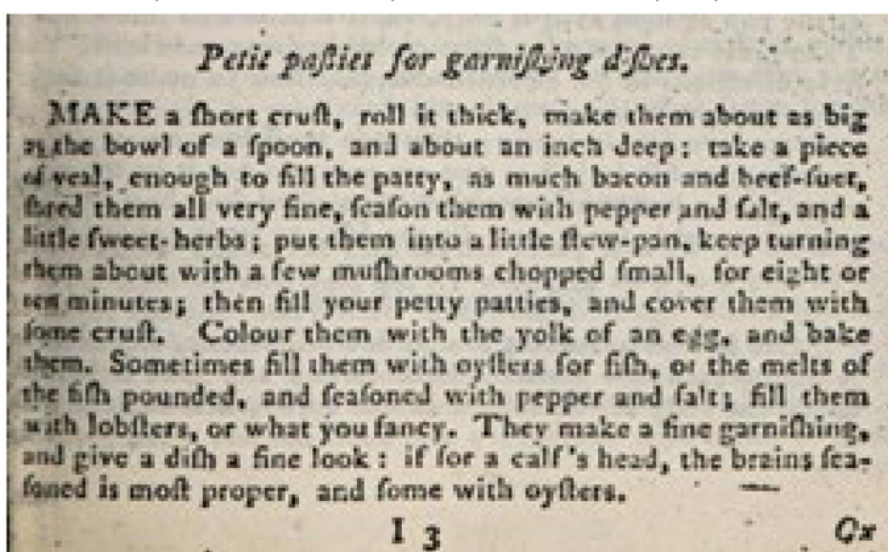 Petit paſties for garniſhing diſhes.
MAKE a ſhort cruſt, roll it thick, make them about as big
as the bowl of a ſpoon, and about an inch deep: take a piece
of veal, enough to fill the patty, as much bacon and beef-ſuet,
ſhred them all very fine, ſeaſon them with pepper and ſalt, and a
little ſweet-herbs; put them into a little ſtew-pan, keep turning
them about with a few muſhrooms chopped ſmall, for eight or
ten minutes; then fill your petty patties, and cover them with
ſome cruſt. Colour them with the yolk of an egg, and bake
them. Sometimes fill them with oyſters for fiſh, or the melts of
the fiſh pounded, and ſeaſoned with pepper and ſalt; fill them
with lobſters, or what you fancy. They make a fine garniſhing,
and give a diſh a fine look: if for a calf's head, the brains ſea-
ſoned is moſt proper, and ſome with oyſters.
I 3 Ox